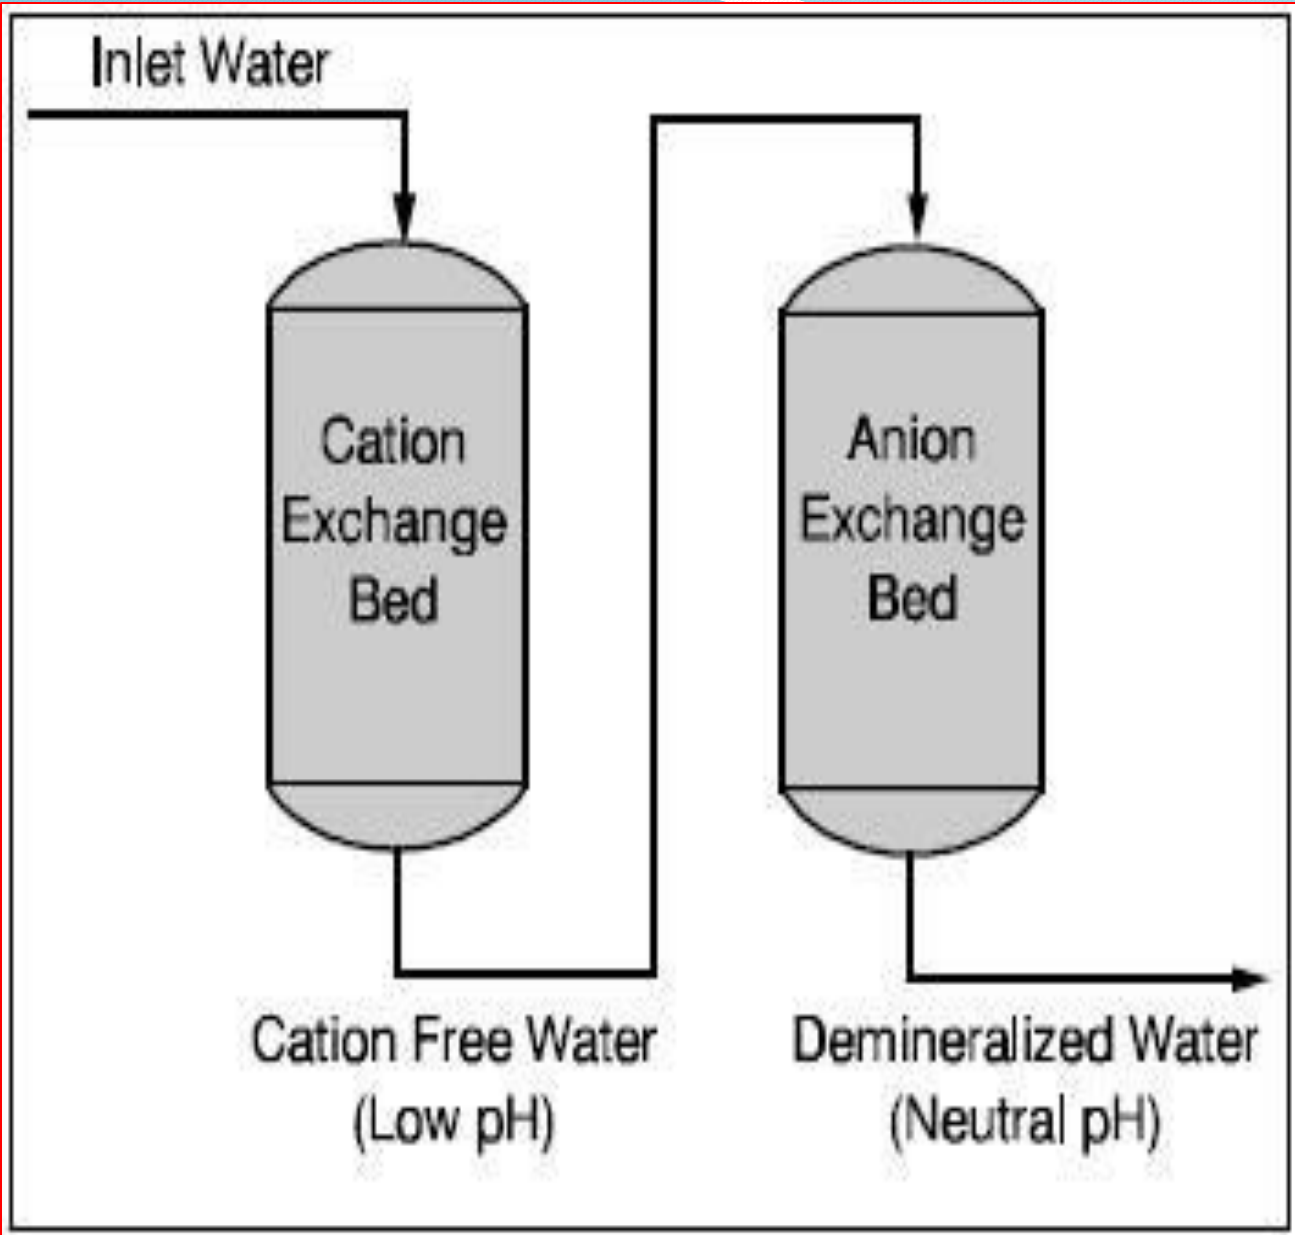 Inlet Water
Cation
Exchange
Bed
Anion
Exchange
Bed
Cation Free Water
(Low pH)
Demineralized Water
(Neutral pH)